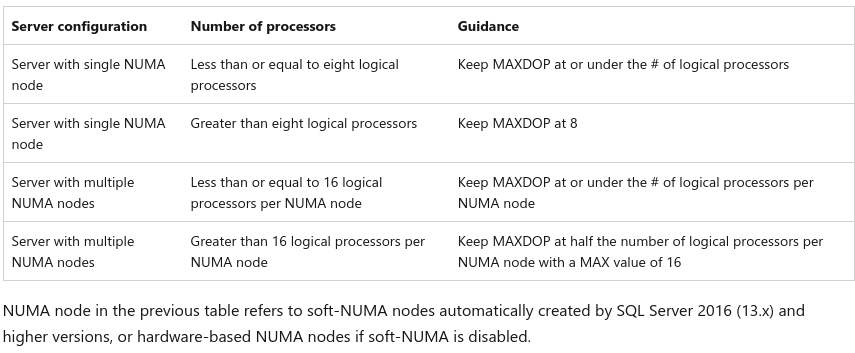 Server configuration Number of processors Guidance
Server with single NUMA Less than or equal to eight logical Keep MAXDOP at or under the # of logical processors
node processors
Server with single NUMA Greater than eight logical processors Keep MAXDOP at 8
node
Server with multiple Less than or equal to 16 logical Keep MAXDOP at or under the # of logical processors per
NUMA nodes processors per NUMA node NUMA node
Server with multiple Greater than 16 logical processors per Keep MAXDOP at half the number of logical processors per
NUMA nodes NUMA node NUMA node with a MAX value of 16
NUMA node in the previous table refers to soft-NUMA nodes automatically created by SQL Server 2016 (13.x) and
higher versions, or hardware-based NUMA nodes if soft-NUMA is disabled.